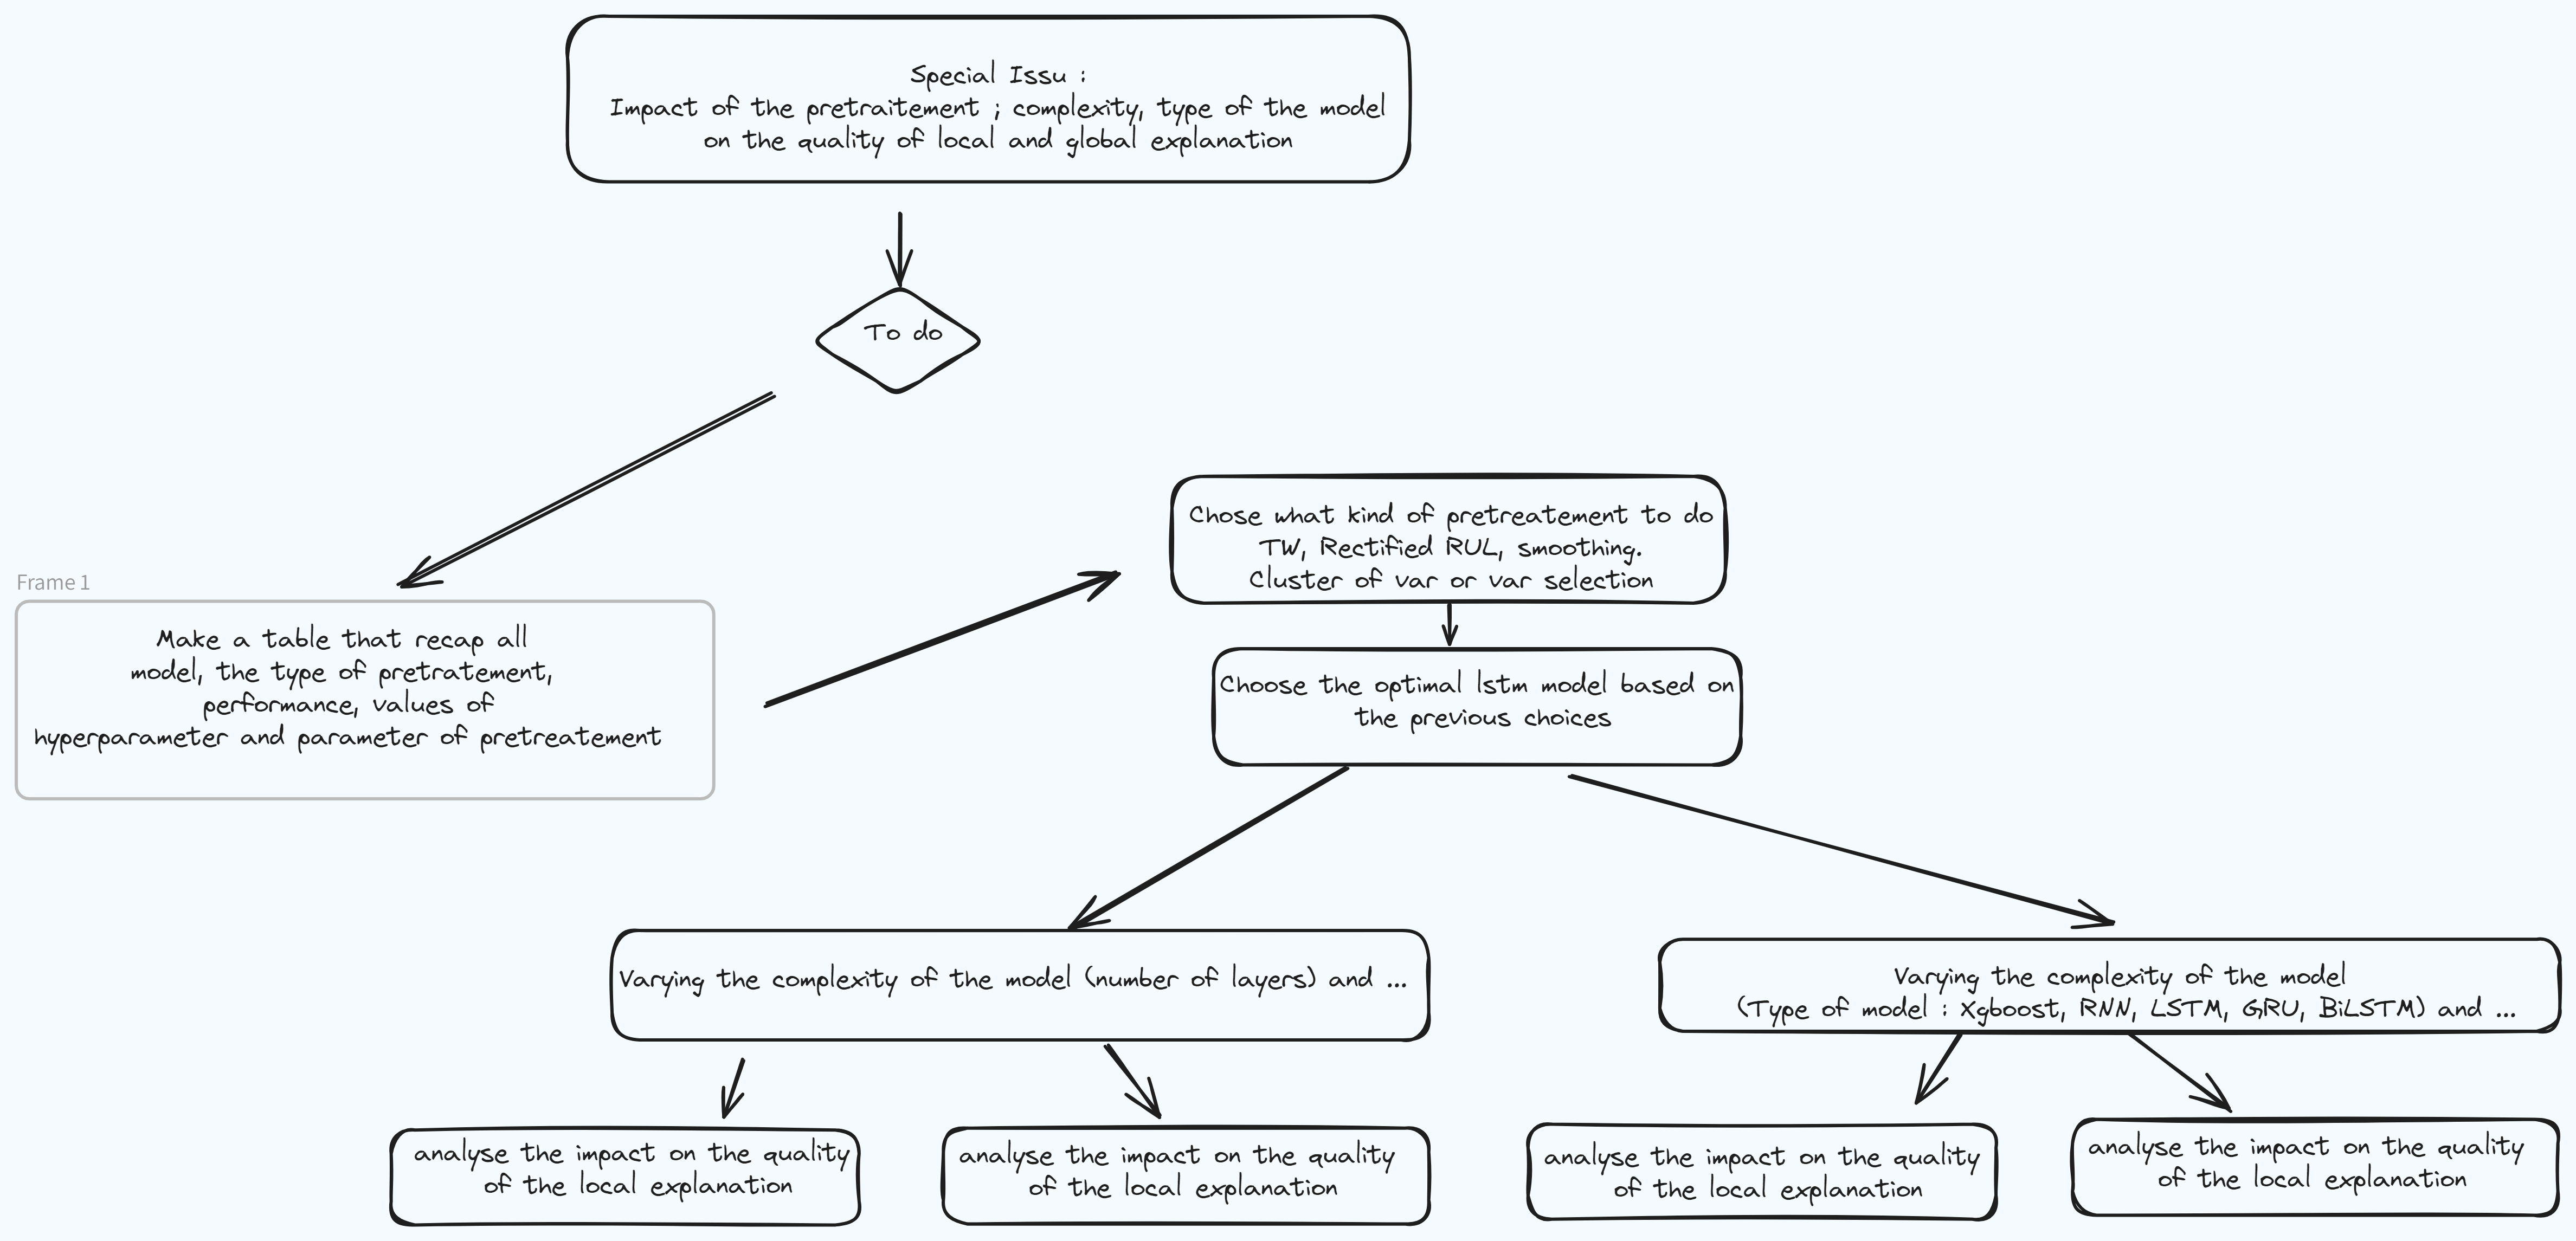 Special Issu :
Impact of the pretraitement ; complexity, type of the model
on the quality of local and global explanation
To do
Frame 1
Make a table that recap all
model, the type of pretratement,
performance, values of
hyperparameter and parameter of pretreatement
Chose what kind of pretreatement to do
TW, Rectified RUL, smoothing.
Cluster of var or var selection
Choose the optimal lstm model based on
the previous choices
Varying the complexity of the model (number of layers) and ...
Varying the complexity of the model
(Type of model : Xgboost, RNN, LSTM, GRU, BiLSTM) and ...
analyse the impact on the quality
of the local explanation
analyse the impact on the quality
of the local explanation
analyse the impact on the quality
of the local explanation
analyse the impact on the quality
of the local explanation